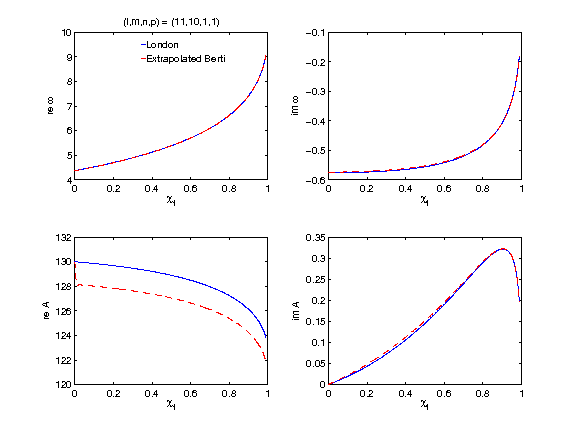 (l,m,n,p) = (11,10,1,1)
10
9
8
7
6
5
4
re ω
London
Extrapolated Berti
0 0.2 0.4 0.6 0.8 1
χf
−0.1
−0.2
−0.3
−0.4
−0.5
−0.6
im ω
0 0.2 0.4 0.6 0.8 1
χf
132
130
128
126
124
122
120
re A
0 0.2 0.4 0.6 0.8 1
χf
0.35
0.3
0.25
0.2
0.15
0.1
0.05
0
im A
0 0.2 0.4 0.6 0.8 1
χf